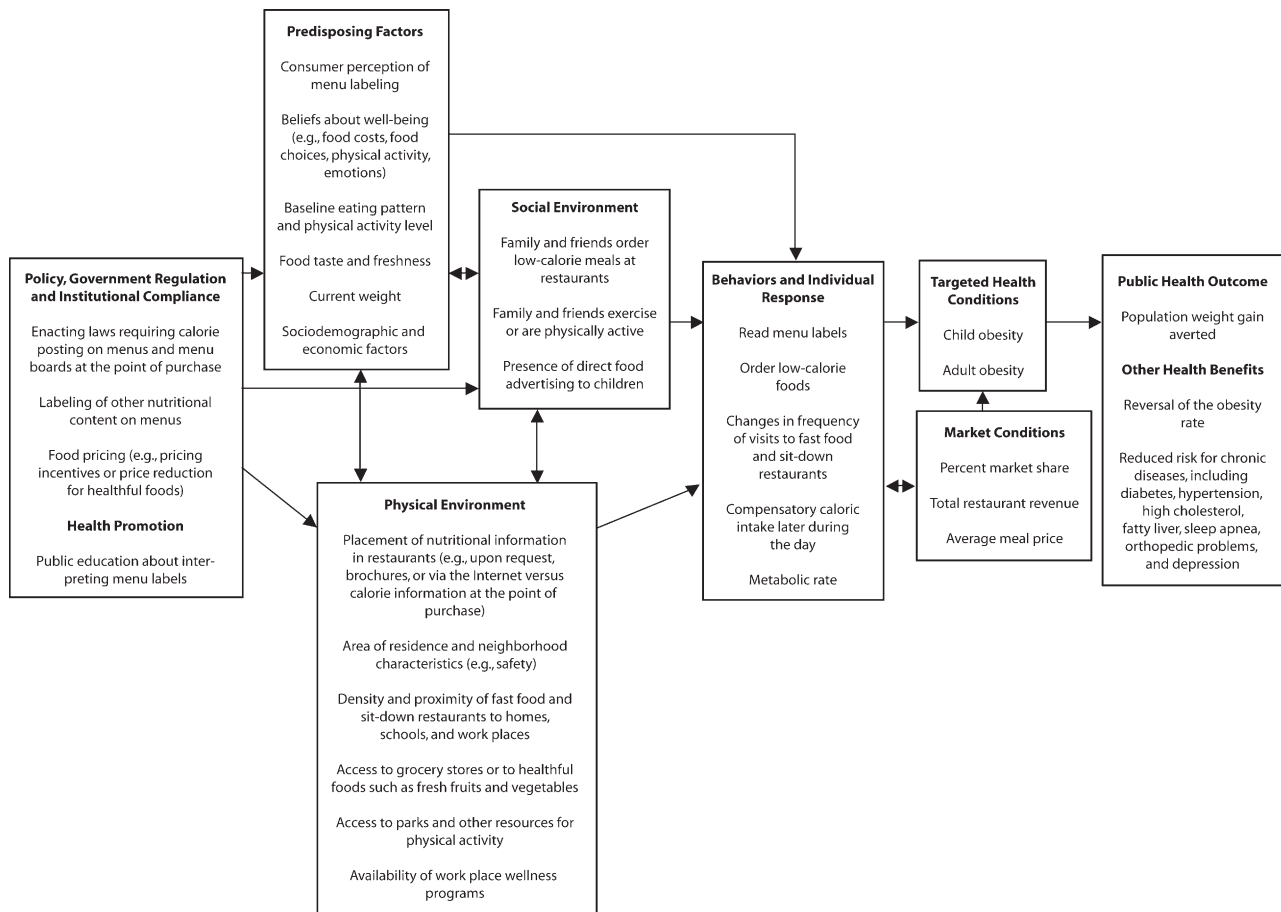 Predisposing Factors
Consumer perception of
menu labeling
Beliefs about well-being
(e.g., food costs, food
choices, physical activity,
emotions)
Baseline eating pattern
and physical activity level
Food taste and freshness
Current weight
Sociodemographic and
economic factors
Policy, Government Regulation
and Institutional Compliance
Enacting laws requiring calorie
posting on menus and menu
boards at the point of purchase
Labeling of other nutritional
content on menus
Food pricing (e.g., pricing
incentives or price reduction
for healthful foods)
Health Promotion
Public education about inter-
preting menu labels
Social Environment
Family and friends order
low-calorie meals at
restaurants
Family and friends exercise
or are physically active
Presence of direct food
advertising to children
Physical Environment
Placement of nutritional information
in restaurants (e.g., upon request,
brochures, or via the Internet versus
calorie information at the point of
purchase)
Area of residence and neighborhood
characteristics (e.g., safety)
Density and proximity of fast food and
sit-down restaurants to homes,
schools, and work places
Access to grocery stores or to healthful
foods such as fresh fruits and vegetables
Access to parks and other resources for
physical activity
Availability of work place wellness
programs
Behaviors and Individual
Response
Read menu labels
Order low-calorie
foods
Changes in frequency
of visits to fast food
and sit-down
restaurants
Compensatory caloric
intake later during
the day
Metabolic rate
Targeted Health
Conditions
Child obesity
Adult obesity
Market Conditions
Percent market share
Total restaurant revenue
Average meal price
Public Health Outcome
Population weight gain
averted
Other Health Benefits
Reversal of the obesity
rate
Reduced risk for chronic
diseases, including
diabetes, hypertension,
high cholesterol,
fatty liver, sleep apnea,
orthopedic problems,
and depression